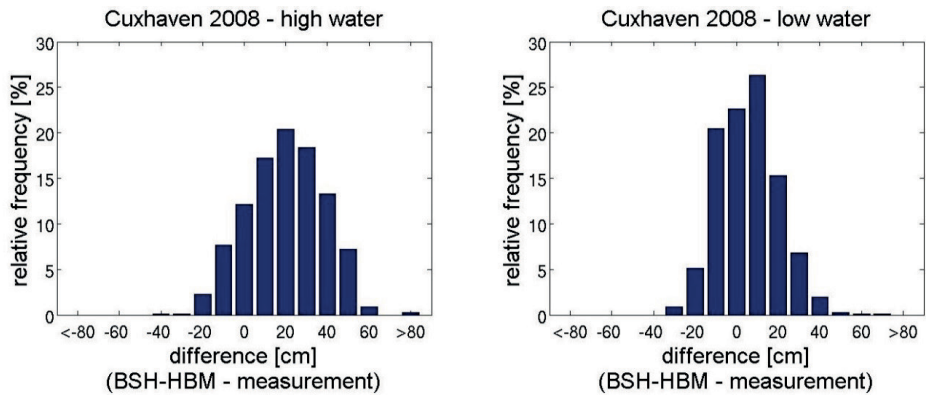 Cuxhaven 2008 - high water
relative frequency [%]
30
25
20
15
10
5
0
<-80 -60 -40 -20 0 20 40 60 >80
difference [cm]
(BSH-HBM - measurement)
Cuxhaven 2008 - low water
relative frequency [%]
30
25
20
15
10
5
0
<-80 -60 -40 -20 0 20 40 60 >80
difference [cm]
(BSH-HBM - measurement)